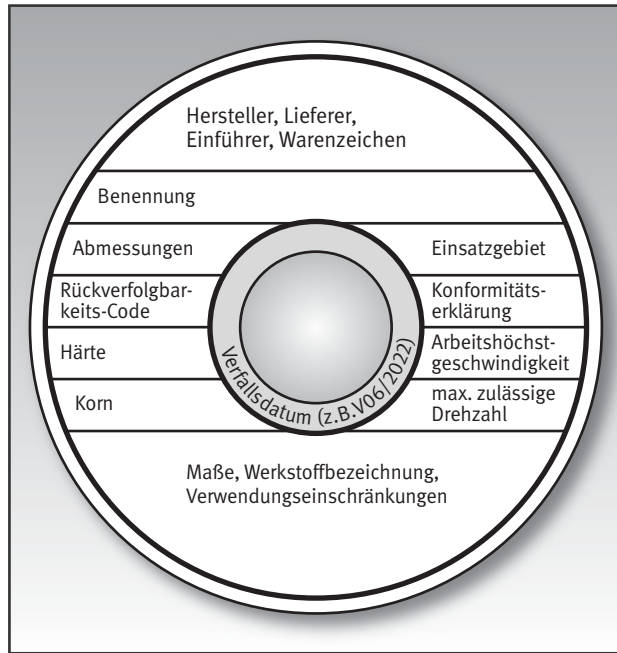 Hersteller, Lieferer,
Einführer, Warenzeichen
Benennung
Abmessungen
Einsatzgebiet
Rückverfolgbar-
keits-Code
Konformitäts-
erklärung
Härte
Arbeitshöchst-
geschwindigkeit
Korn
max. zulässige
Drehzahl
Verfallsdatum (z.B.V06/2022)
Maße, Werkstoffbezeichnung,
Verwendungseinschränkungen